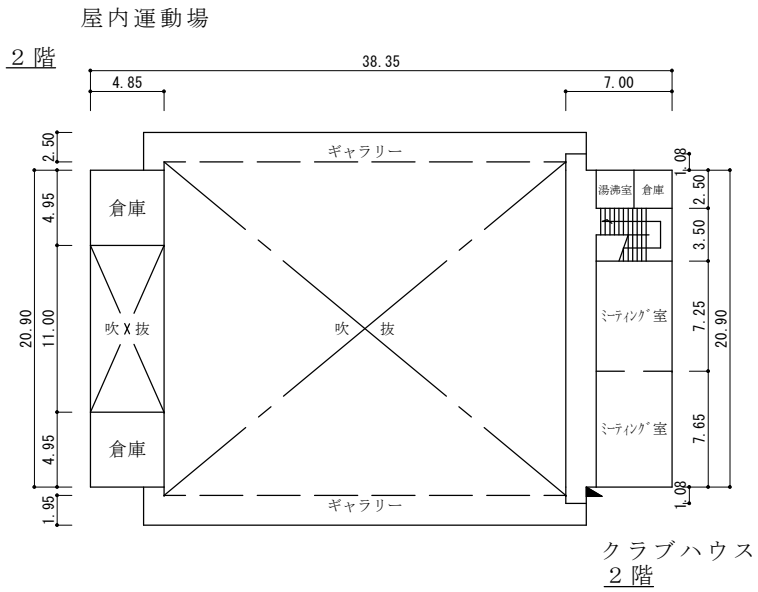 屋内運動場
２階
38.35
4.85
7.00
ギャラリー
2.50
1.08
倉庫
湯沸室
倉庫
4.95
2.50
3.50
吹 抜
吹 抜
ミーティング室
20.90
11.00
7.25
20.90
倉庫
ミーティング室
4.95
7.65
ギャラリー
1.95
1.08
クラブハウス
２階